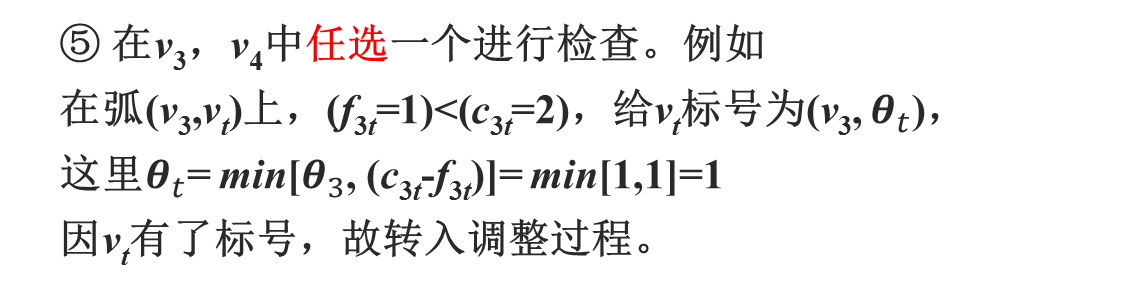 ⑤ 在v₃，v₄中任选一个进行检查。例如
在弧(v₃,vₜ)上，(f₃ₜ=1)<(c₃ₜ=2)，给vₜ标号为(v₃, θₜ)，
这里θₜ= min[θ₃, (c₃ₜ-f₃ₜ)]= min[1,1]=1
因vₜ有了标号，故转入调整过程。